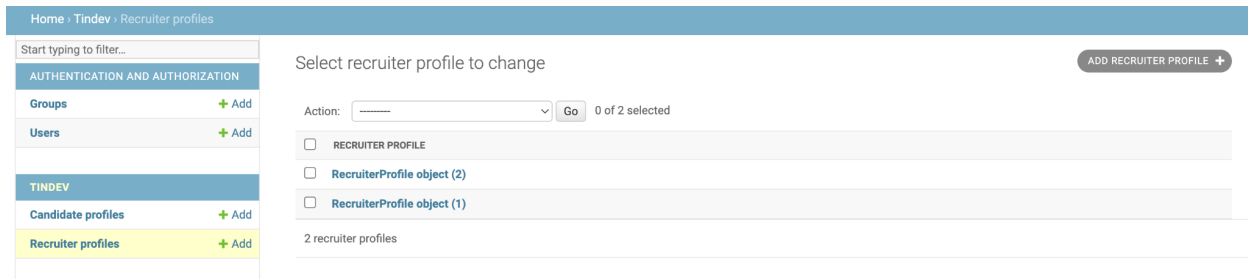 Home › Tindev › Recruiter profiles
Start typing to filter...
AUTHENTICATION AND AUTHORIZATION
Groups + Add
Users + Add
TINDEV
Candidate profiles + Add
Recruiter profiles + Add
Select recruiter profile to change
ADD RECRUITER PROFILE +
Action: --------- Go 0 of 2 selected
RECRUITER PROFILE
RecruiterProfile object (2)
RecruiterProfile object (1)
2 recruiter profiles